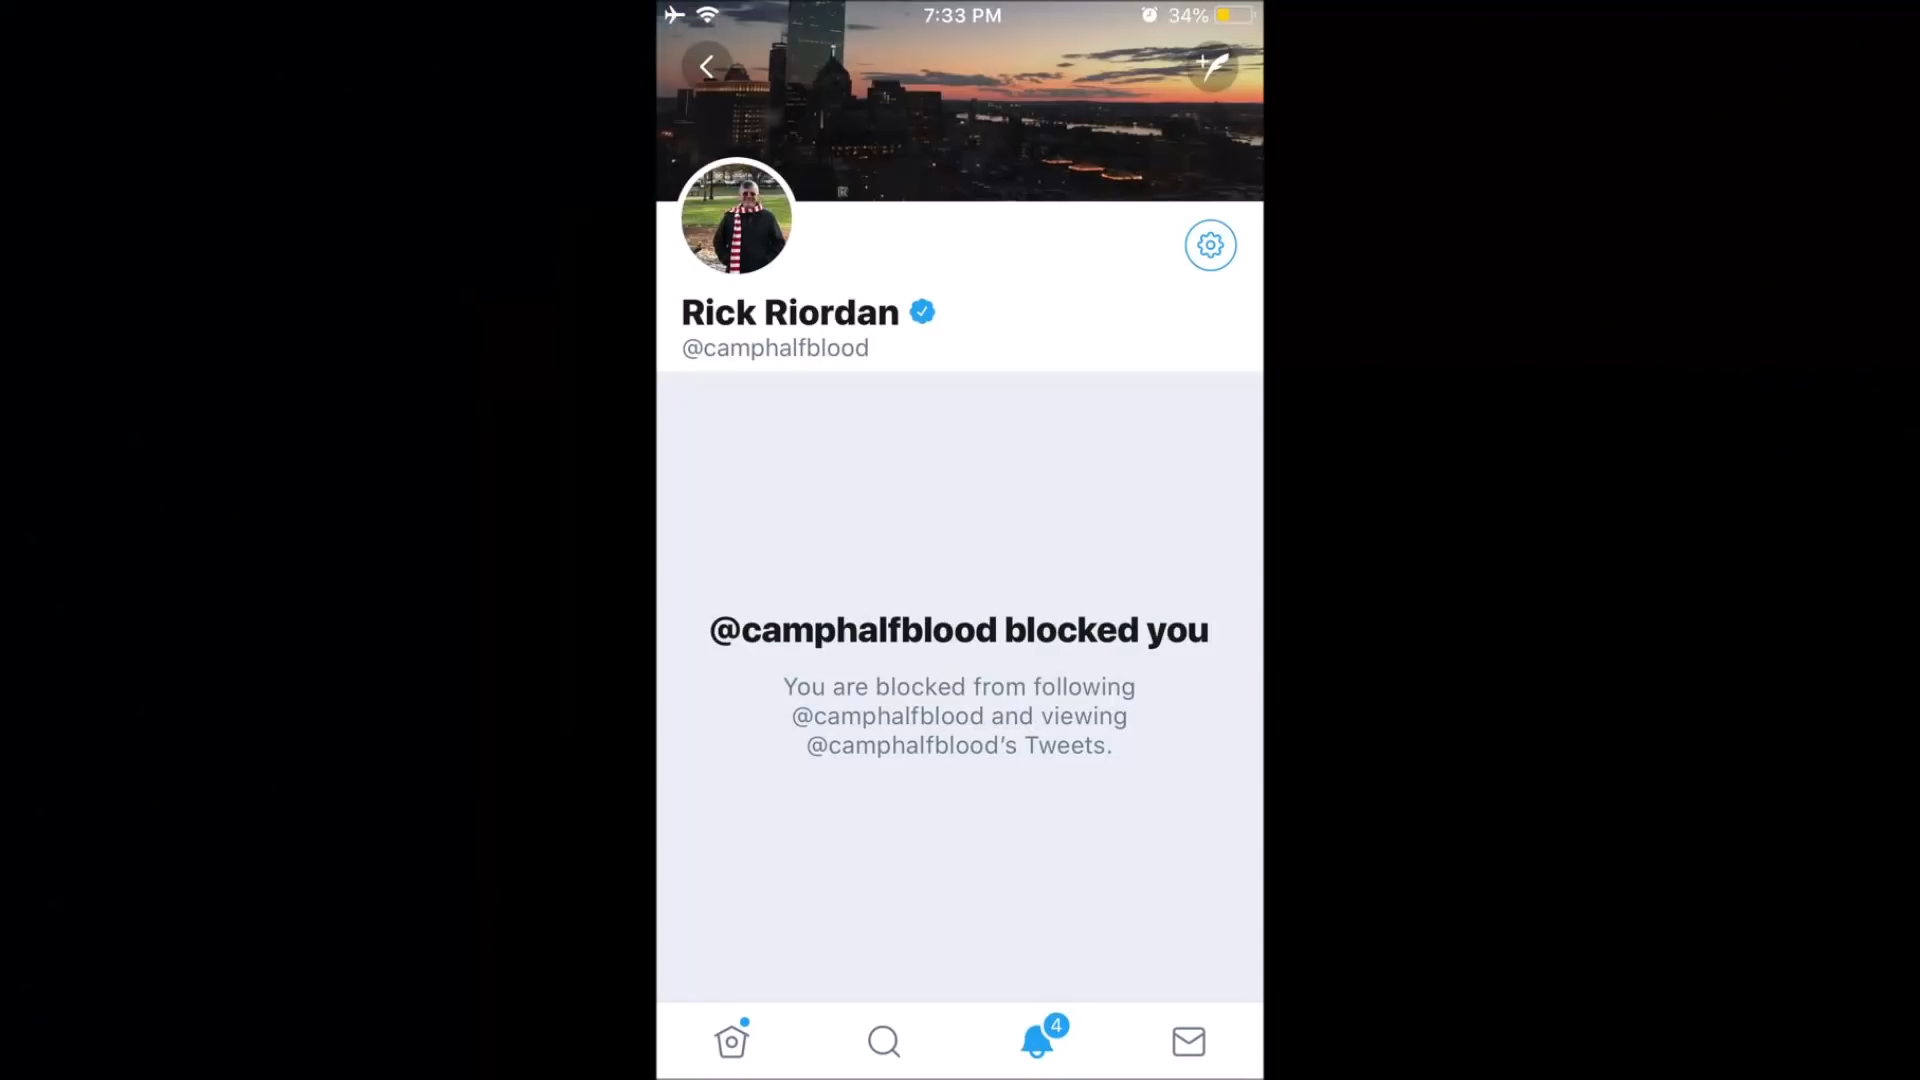 7:33 PM
34%
Rick Riordan
@camphalfblood
@camphalfblood blocked you
You are blocked from following
@camphalfblood and viewing
@camphalfblood’s Tweets.
4